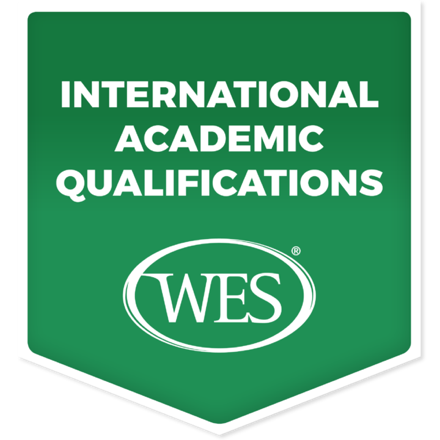 INTERNATIONAL
ACADEMIC
QUALIFICATIONS
WES®